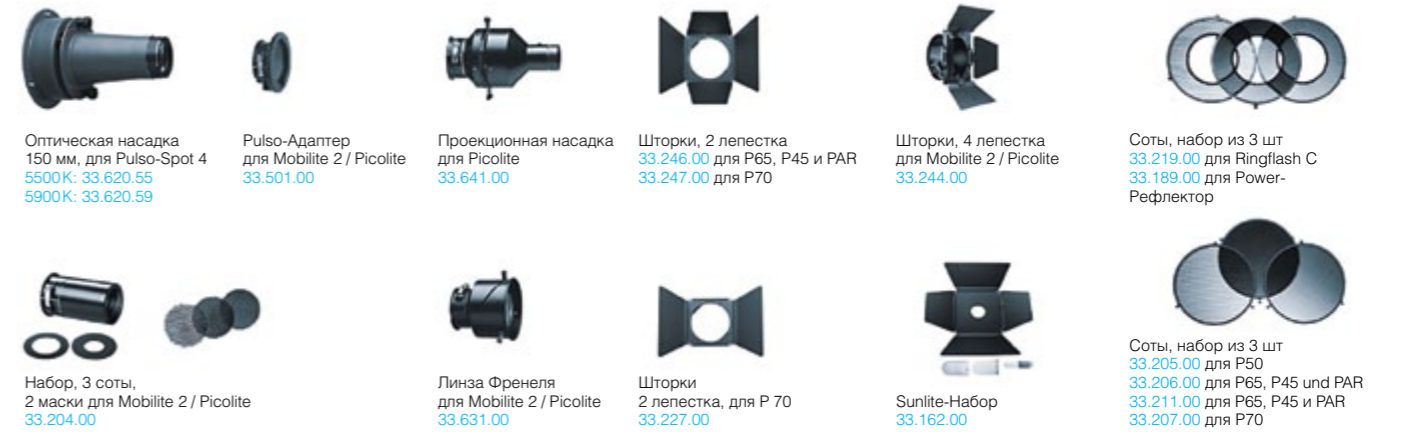 Оптическая насадка
150 мм, для Pulso-Spot 4
5500 K: 33.620.55
5900 K: 33.620.59
Pulso-Адаптер
для Mobilite 2 / Picolite
33.501.00
Проекционная насадка
для Picolite
33.641.00
Шторки, 2 лепестка
33.246.00 для P65, P45 и PAR
33.247.00 для P70
Шторки, 4 лепестка
для Mobilite 2 / Picolite
33.244.00
Соты, набор из 3 шт
33.219.00 для Ringflash C
33.189.00 для Power-
Рефлектор
Набор, 3 соты,
2 маски для Mobilite 2 / Picolite
33.204.00
Линза Френеля
для Mobilite 2 / Picolite
33.631.00
Шторки
2 лепестка, для P 70
33.227.00
Sunlite-Набор
33.162.00
Соты, набор из 3 шт
33.205.00 для P50
33.206.00 для P65, P45 und PAR
33.211.00 для P65, P45 и PAR
33.207.00 для P70